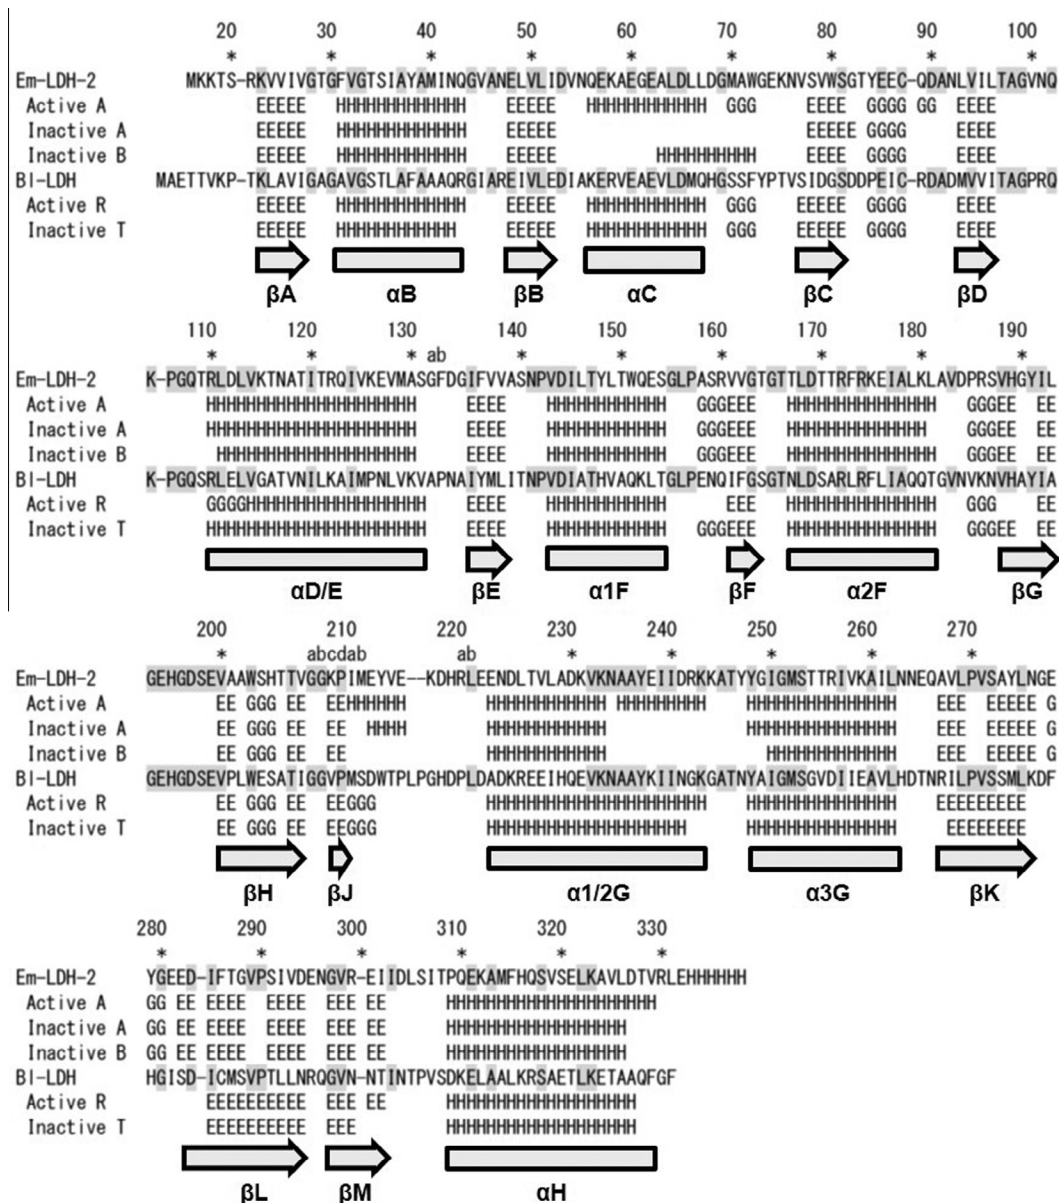 20 30 40 50 60 70 80 90 100
* * * * * * * * *
Em-LDH-2 MKKTS-RKVVIVGTGFVGTSIAYAMINQGVANELVLIDVNQEKAEGEALDLLDGMAWGEKNVSVWSGTYEEC-QDANLVILTAGVNQ
Active A EEEEE HHHHHHHHHHHHH EEEEE HHHHHHHHHHHH GGG EEEE GGGG GG EEEE
Inactive A EEEEE HHHHHHHHHHHHH EEEEE EEEEE GGGG EEEE
Inactive B EEEEE HHHHHHHHHHHHH EEEEE HHHHHHHHHH EEEE GGGG EEEE
Bl-LDH MAETTVKP-TKLAVIGAGAVGSTLAFAAAQRGIAREIVLEDIAKERVEAEVLDMQHGSSFYPTVSIDGSDDPEIC-RDADMVVITAGPRQ
Active R EEEEE HHHHHHHHHHHHH EEEEE HHHHHHHHHHHH GGG EEEEE GGGG EEEE
Inactive T EEEEE HHHHHHHHHHHH EEEEE HHHHHHHHHHHH GGG EEEEE GGGG EEEE
βA αB βB αC βC βD
110 120 130 140 150 160 170 180 190
* * * ab * * * * * *
Em-LDH-2 K-PGQTRLDLVKTNATITRQIVKEVMASGFDGIFVVASNPVDILTYLTWQESGLPASRVVGTGTTLDTTRFRKEIALKLAVDPRSVHGYIL
Active A HHHHHHHHHHHHHHHHHHHHH EEEE HHHHHHHHHHHH GGGEEE HHHHHHHHHHHHHHH GGGEE EE
Inactive A HHHHHHHHHHHHHHHHHHHHH EEEE HHHHHHHHHHHH GGGEEE HHHHHHHHHHHHHH GGGEE EE
Inactive B HHHHHHHHHHHHHHHHHHHH EEEE HHHHHHHHHHHH GGGEEE HHHHHHHHHHHHHHH GGGEE EE
Bl-LDH K-PGQSRLELVGATVNILKAIMPNLVKVAPNAIYMLITNPVDIATHVAQKLTGLPENQIFGSGTNLDSARLRFLIAQQTGVNVKNVHAYIA
Active R GGGGHHHHHHHHHHHHHHHHHH EEEE HHHHHHHHHHHH EEE HHHHHHHHHHHHHHH GGG EE
Inactive T HHHHHHHHHHHHHHHHHHHHHH EEEE HHHHHHHHHHHH GGGEEE HHHHHHHHHHHHHHH GGGEE EE
αD/E βE α1F βF α2F βG
200 210 220 230 240 250 260 270
* abcdab ab * * * * *
Em-LDH-2 GEHGDSEVAAWSHTTVGGKPIMEYVE--KDHRLEENDLTVLADKVKNAAYEIIDRKKATYYGIGMSTTRIVKAILNNEQAVLPVSAYLNGE
Active A EE GGG EE EEHHHHHH HHHHHHHHHHHH HHHHHHHHH HHHHHHHHHHHHHHH EEE EEEEE G
Inactive A EE GGG EE EE HHHH HHHHHHHHHHHH HHHHHHHHHHHHHHH EEE EEEEE G
Inactive B EE GGG EE EE HHHHHHHHHHHH HHHHHHHHHHHHH EEE EEEEE G
Bl-LDH GEHGDSEVPLWESATIGGVPMSDWTPLPGHDPLDADKREEIHQEVKNAAYKIINGKGATNYAIGMSGVDIIEAVLHDTNRILPVSSMLKDF
Active R EE GGG EE EEGGG HHHHHHHHHHHHHHHHHHHHHH HHHHHHHHHHHHHHH EEEEEEEEE
Inactive T EE GGG EE EEGGG HHHHHHHHHHHHHHHHHHHH HHHHHHHHHHHHHHH EEEEEEEE
βH βJ α1/2G α3G βK
280 290 300 310 320 330
* * * * * *
Em-LDH-2 YGEED-IFTGVPSIVDENGVR-EIIDLSITPQEKAMFHQSVSELKAVLDTVRLEHHHHHH
Active A GG EE EEEE EEEE EEE EE HHHHHHHHHHHHHHHHHHHHH
Inactive A GG EE EEEE EEEE EEE EE HHHHHHHHHHHHHHHHHH
Inactive B GG EE EEEE EEEE EEE EE HHHHHHHHHHHHHHHHHH
Bl-LDH HGISD-ICMSVPTLLNRQGVN-NTINTPVSDKELAALKRSAETLKETAAQFGF
Active R EEEEEEEEEE EEE EE HHHHHHHHHHHHHHHHHHH
Inactive T EEEEEEEEEE EEE HHHHHHHHHHHHHHHHHHH
βL βM αH